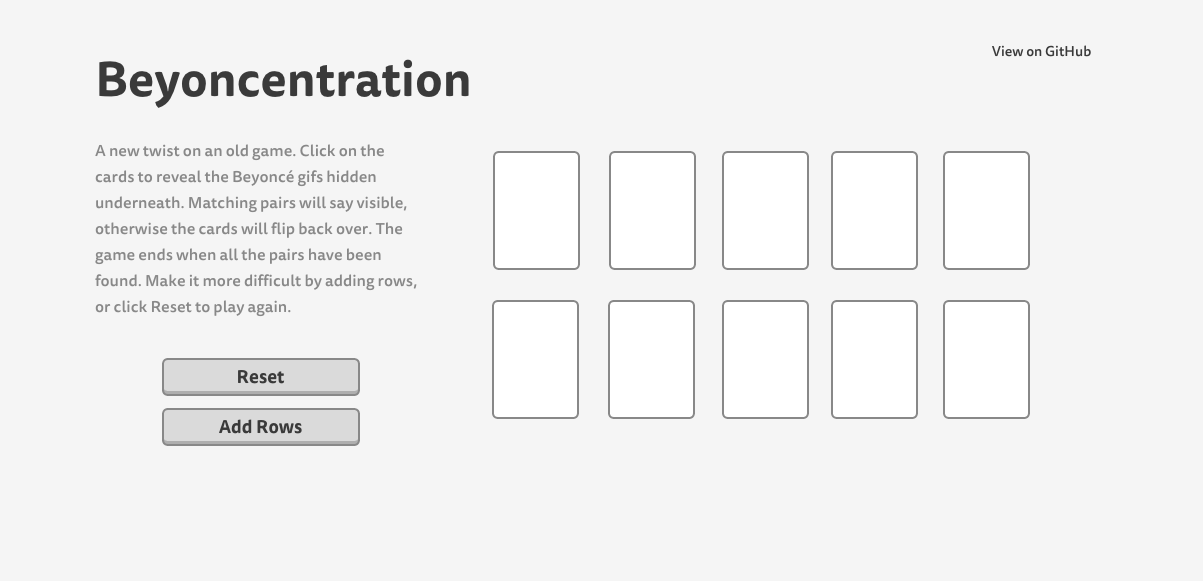 View on GitHub
Beyoncentration
A new twist on an old game. Click on the
cards to reveal the Beyoncé gifs hidden
underneath. Matching pairs will say visible,
otherwise the cards will flip back over. The
game ends when all the pairs have been
found. Make it more difficult by adding rows,
or click Reset to play again.
Reset
Add Rows